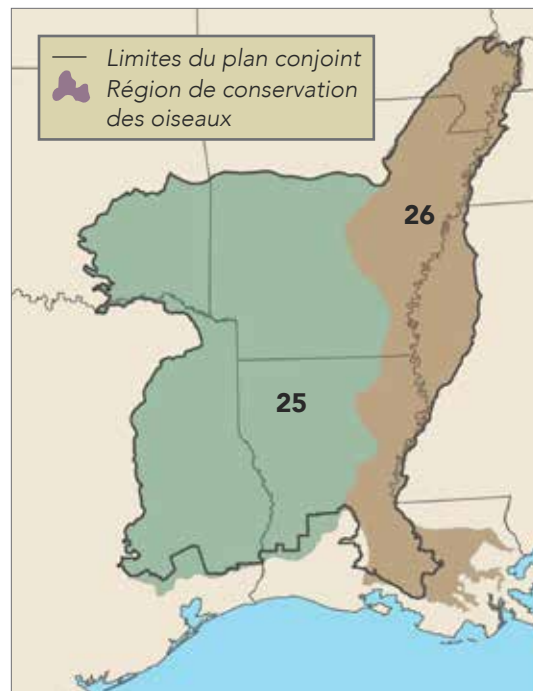 Limites du plan conjoint
Région de conservation
des oiseaux
26
25